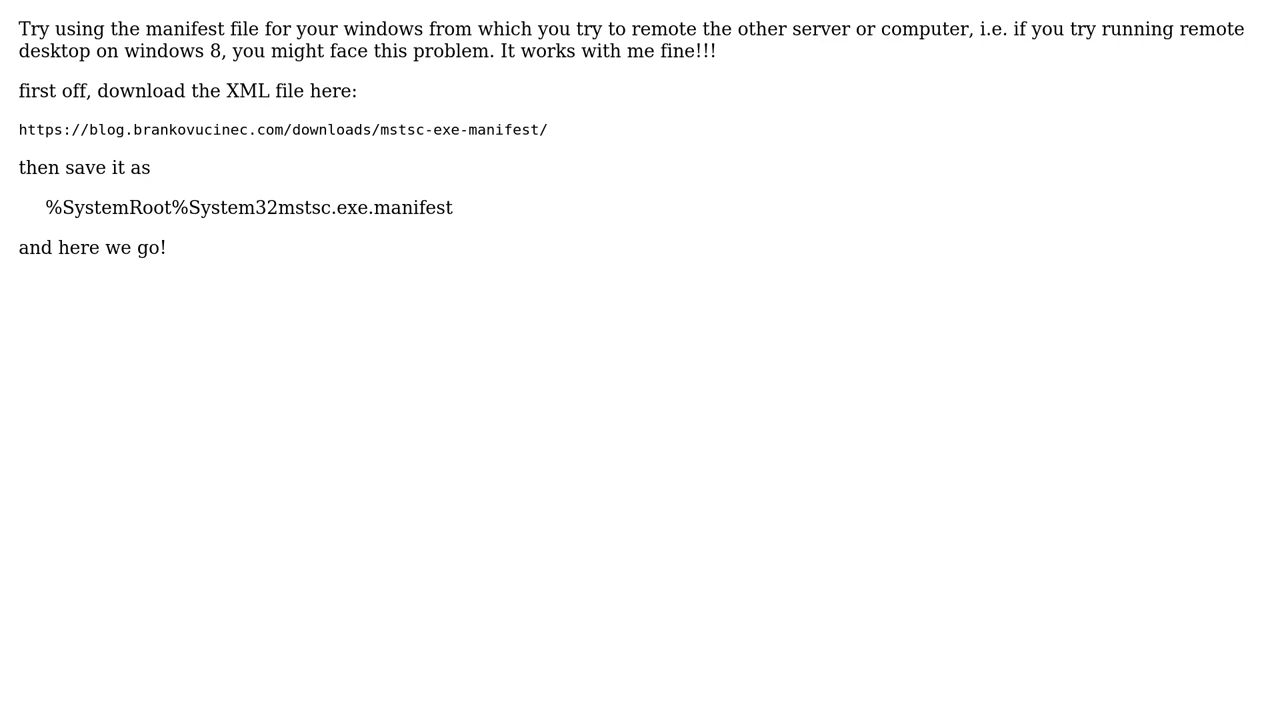 Try using the manifest file for your windows from which you try to remote the other server or computer, i.e. if you try running remote
desktop on windows 8, you might face this problem. It works with me fine!!!
first off, download the XML file here:
https://blog.brankovucinec.com/downloads/mstsc-exe-manifest/
then save it as
%SystemRoot%System32mstsc.exe.manifest
and here we go!